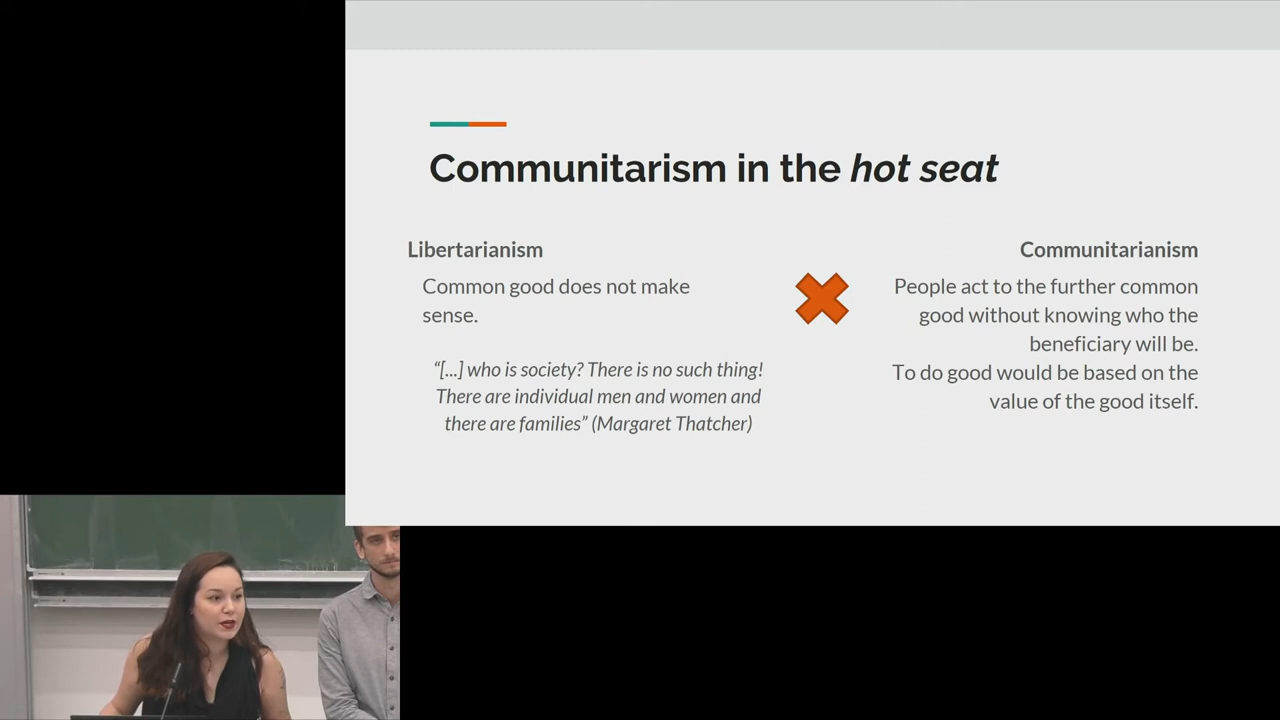 Communitarism in the hot seat
Libertarianism
Common good does not make
sense.
“[...] who is society? There is no such thing!
There are individual men and women and
there are families” (Margaret Thatcher)
Communitarianism
People act to the further common
good without knowing who the
beneficiary will be.
To do good would be based on the
value of the good itself.